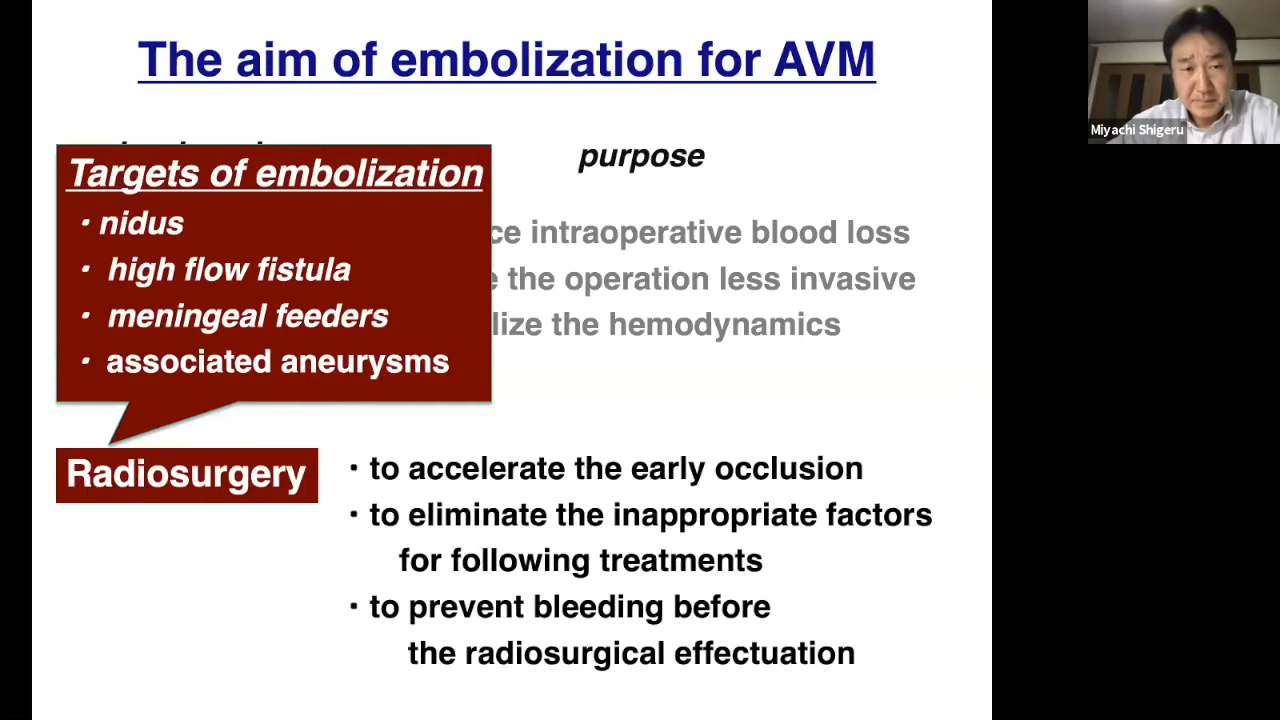 The aim of embolization for AVM
Miyachi Shigeru
purpose
Targets of embolization
・nidus
・ high flow fistula
・ meningeal feeders
・ associated aneurysms
intraoperative blood loss
the operation less invasive
the hemodynamics
Radiosurgery
・to accelerate the early occlusion
・to eliminate the inappropriate factors
for following treatments
・to prevent bleeding before
the radiosurgical effectuation